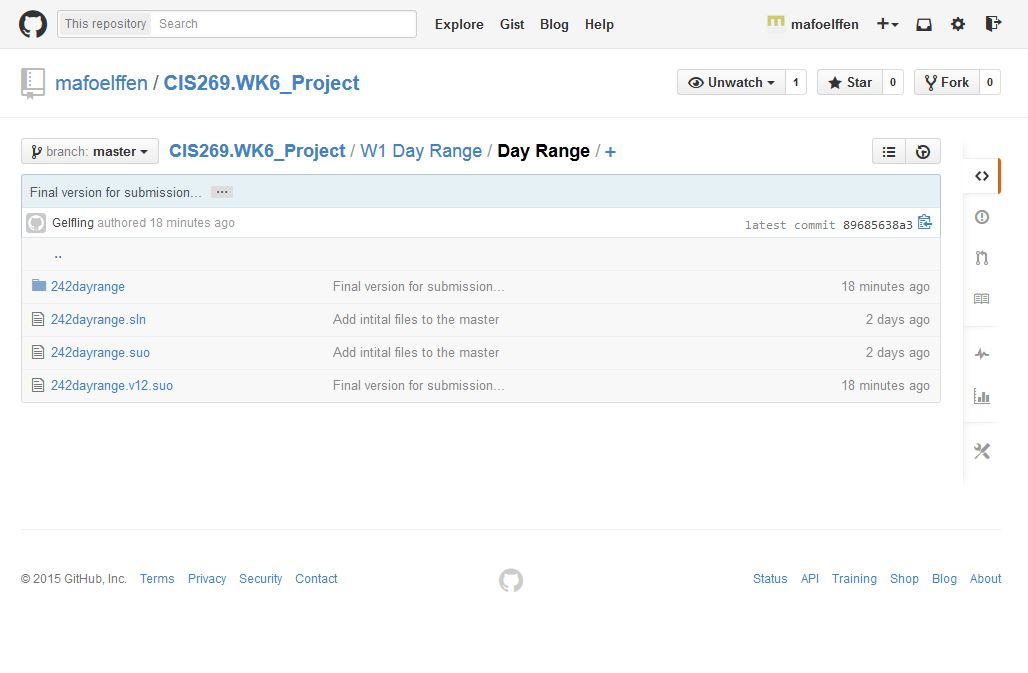 This repository Search Explore Gist Blog Help mafoelffen
mafoelffen / CIS269.WK6_Project Unwatch 1 Star 0 Fork 0
branch: master CIS269.WK6_Project / W1 Day Range / Day Range / +
Final version for submission… …
Gelfling authored 18 minutes ago latest commit 89685638a3
..
242dayrange Final version for submission… 18 minutes ago
242dayrange.sln Add intital files to the master 2 days ago
242dayrange.suo Add intital files to the master 2 days ago
242dayrange.v12.suo Final version for submission… 18 minutes ago
© 2015 GitHub, Inc. Terms Privacy Security Contact Status API Training Shop Blog About